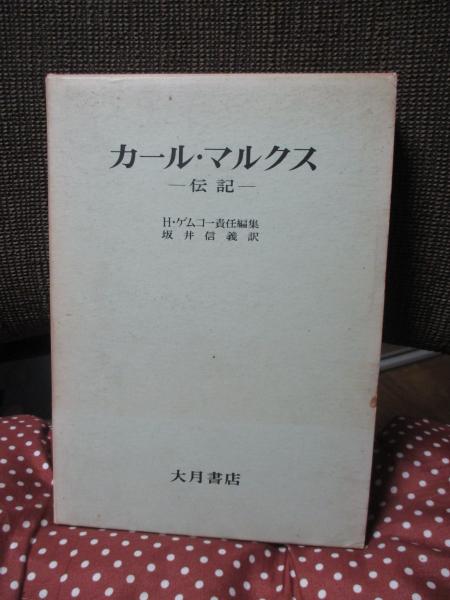 カール・マルクス
―伝記―
H・ゲムコー責任編集
坂井信義訳
大月書店